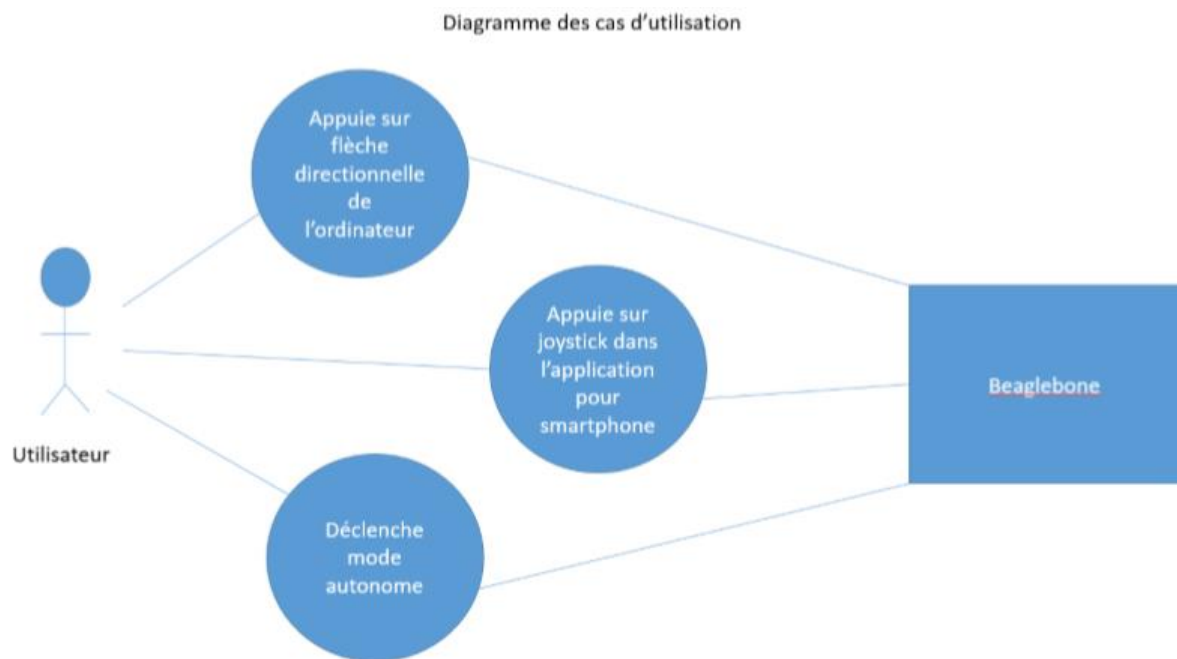 Diagramme des cas d'utilisation
Appuie sur
flèche
directionnelle
de
l'ordinateur
Appuie sur
joystick dans
l'application
pour
smartphone
Beaglebone
Utilisateur
Déclenche
mode
autonome